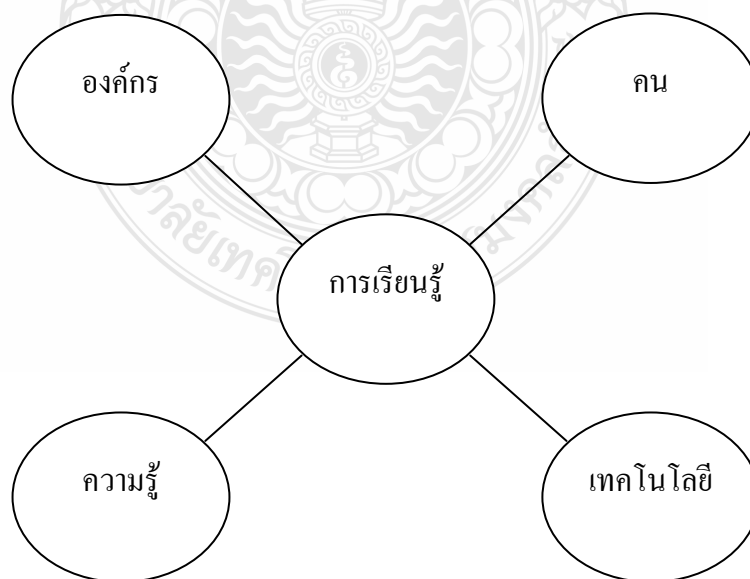 องค์กร
คน
การเรียนรู้
ความรู้
เทคโนโลยี